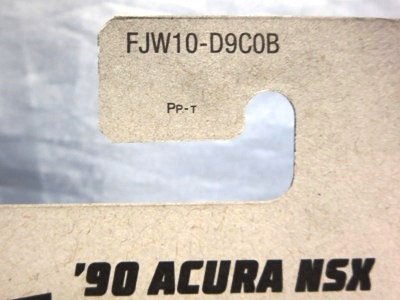 FJW10-D9C0B
PP-T
'90 ACURA NSX